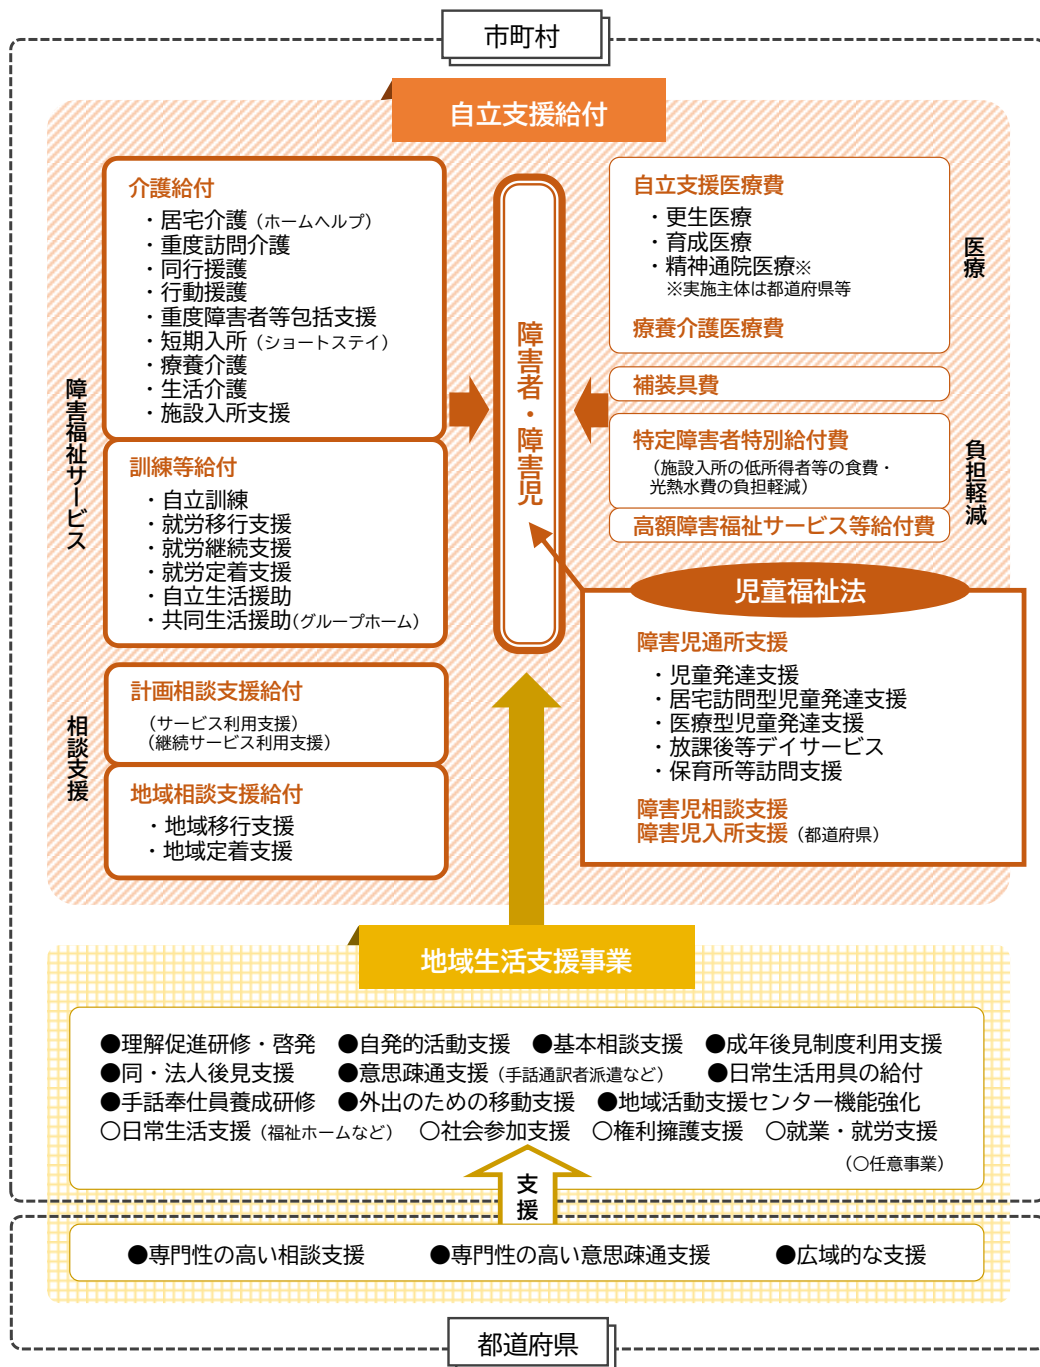 市町村
自立支援給付
障害福祉サービス
介護給付
・居宅介護（ホームヘルプ）
・重度訪問介護
・同行援護
・行動援護
・重度障害者等包括支援
・短期入所（ショートステイ）
・療養介護
・生活介護
・施設入所支援
訓練等給付
・自立訓練
・就労移行支援
・就労継続支援
・就労定着支援
・自立生活援助
・共同生活援助(グループホーム)
相談支援
計画相談支援給付
（サービス利用支援）
（継続サービス利用支援）
地域相談支援給付
・地域移行支援
・地域定着支援
障害者・障害児
自立支援医療費
・更生医療
・育成医療
・精神通院医療※
※実施主体は都道府県等
療養介護医療費
医療
補装具費
特定障害者特別給付費
（施設入所の低所得者等の食費・
光熱水費の負担軽減）
高額障害福祉サービス等給付費
負担軽減
児童福祉法
障害児通所支援
・児童発達支援
・居宅訪問型児童発達支援
・医療型児童発達支援
・放課後等デイサービス
・保育所等訪問支援
障害児相談支援
障害児入所支援（都道府県）
地域生活支援事業
●理解促進研修・啓発 ●自発的活動支援 ●基本相談支援 ●成年後見制度利用支援
●同・法人後見支援 ●意思疎通支援（手話通訳者派遣など） ●日常生活用具の給付
●手話奉仕員養成研修 ●外出のための移動支援 ●地域活動支援センター機能強化
〇日常生活支援（福祉ホームなど） 〇社会参加支援 〇権利擁護支援 〇就業・就労支援
（〇任意事業）
支援
●専門性の高い相談支援 ●専門性の高い意思疎通支援 ●広域的な支援
都道府県